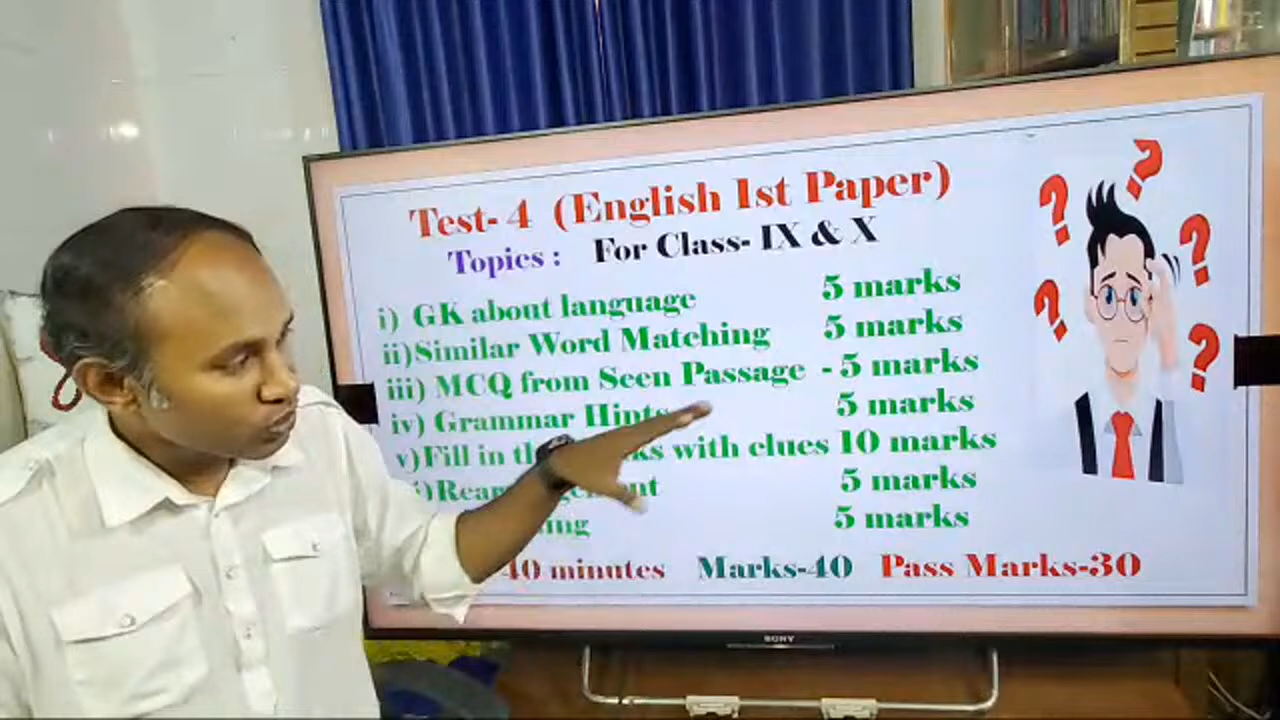 Test- 4 (English 1st Paper)
Topics : For Class- IX & X
i) GK about language 5 marks
ii)Similar Word Matching 5 marks
iii) MCQ from Seen Passage - 5 marks
iv) Grammar Hints 5 marks
v)Fill in with clues 10 marks
5 marks
5 marks
40 minutes Marks-40 Pass Marks-30
SONY